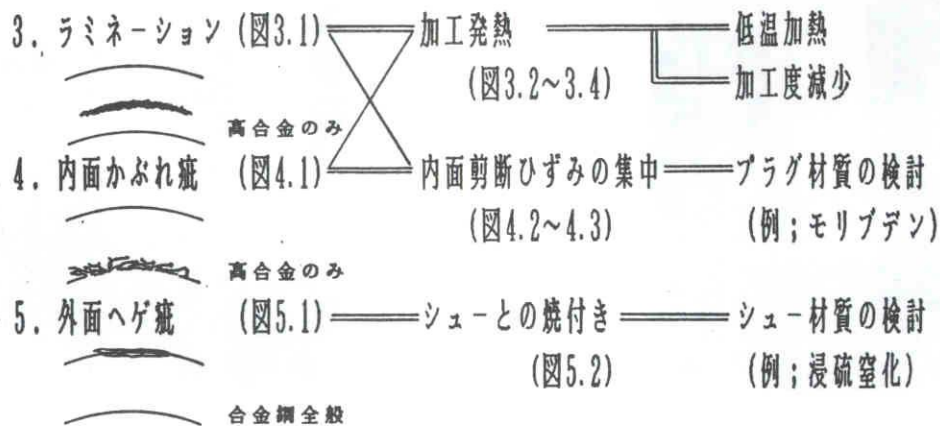 3. ラミネーション (図3.1) 加工発熱 低温加熱
(図3.2~3.4) 加工度減少
高合金のみ
4. 内面かぶれ疵 (図4.1) 内面剪断ひずみの集中 プラグ材質の検討
(図4.2~4.3) (例;モリブデン)
高合金のみ
5. 外面ヘゲ疵 (図5.1) シューとの焼付き シュー材質の検討
(図5.2) (例;浸硫窒化)
合金鋼全般